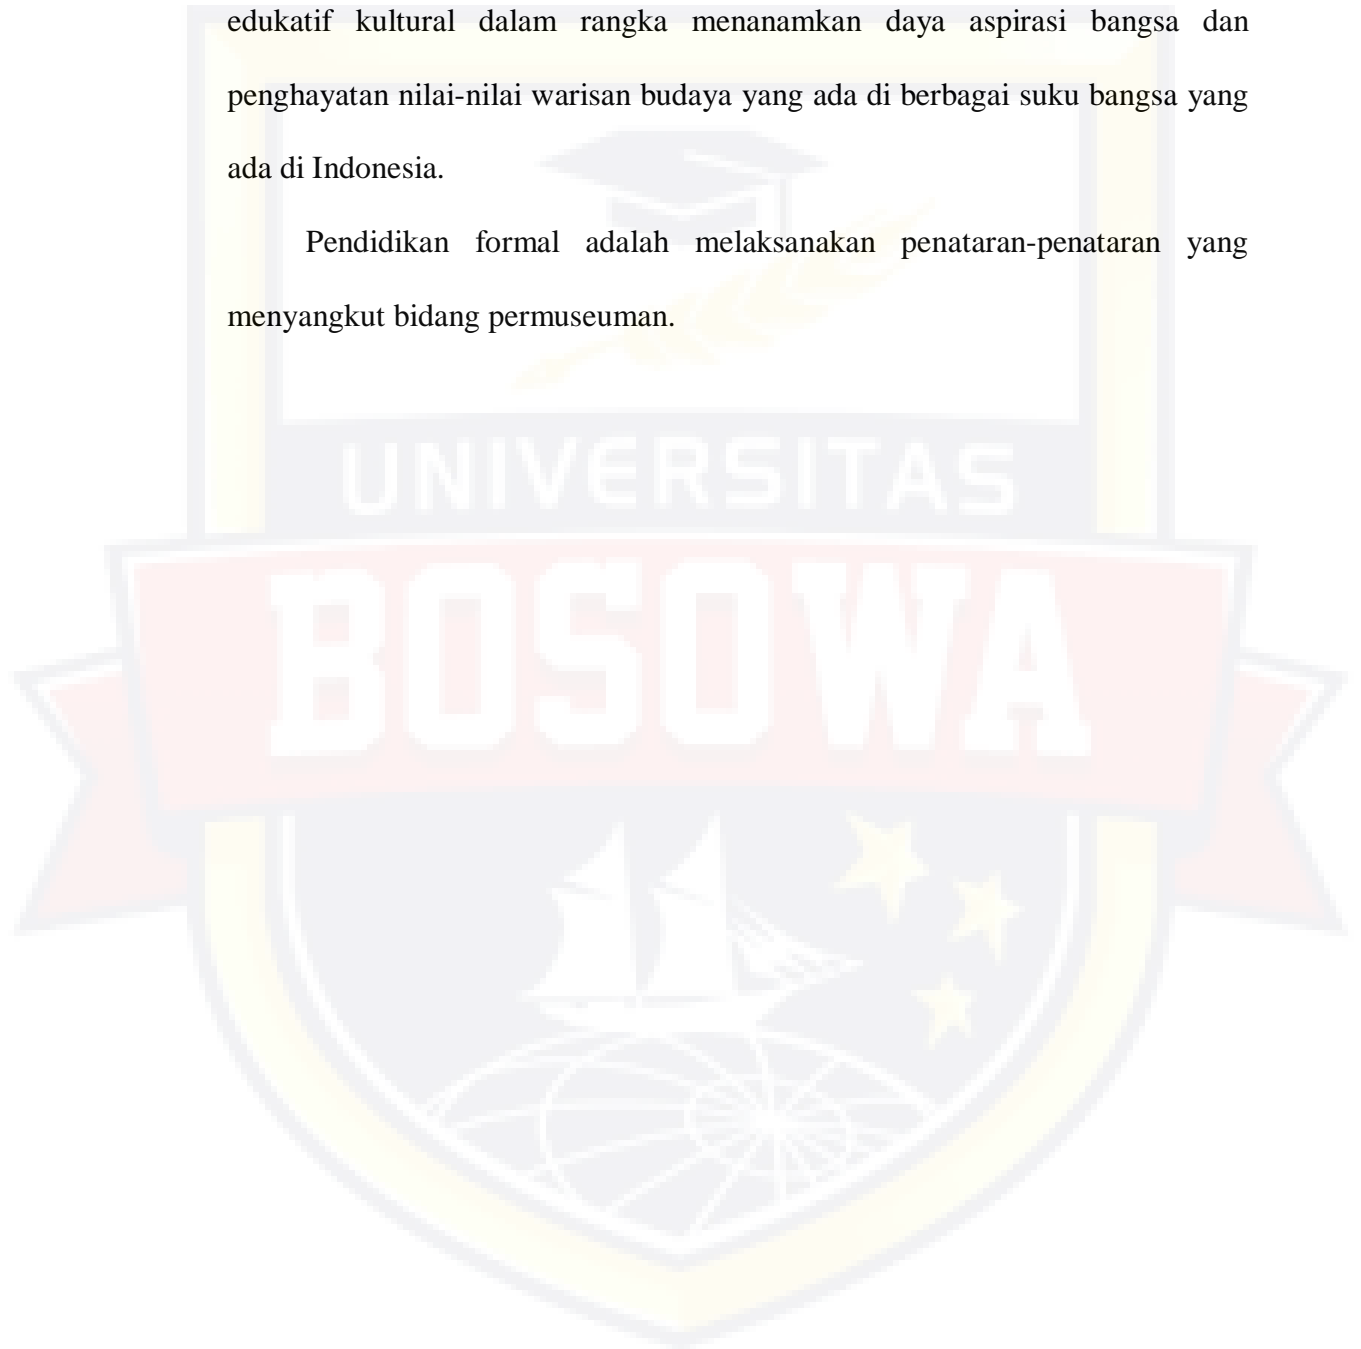 edukatif kultural dalam rangka menanamkan daya aspirasi bangsa dan
penghayatan nilai-nilai warisan budaya yang ada di berbagai suku bangsa yang
ada di Indonesia.
Pendidikan formal adalah melaksanakan penataran-penataran yang
menyangkut bidang permuseuman.
UNIVERSITAS
BOSOWA